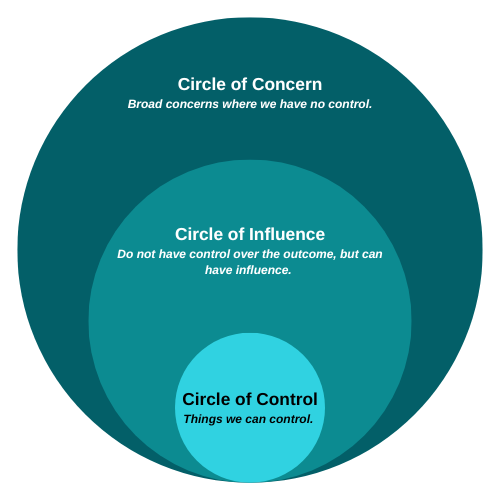 Circle of Concern
Broad concerns where we have no control.
Circle of Influence
Do not have control over the outcome, but can
have influence.
Circle of Control
Things we can control.